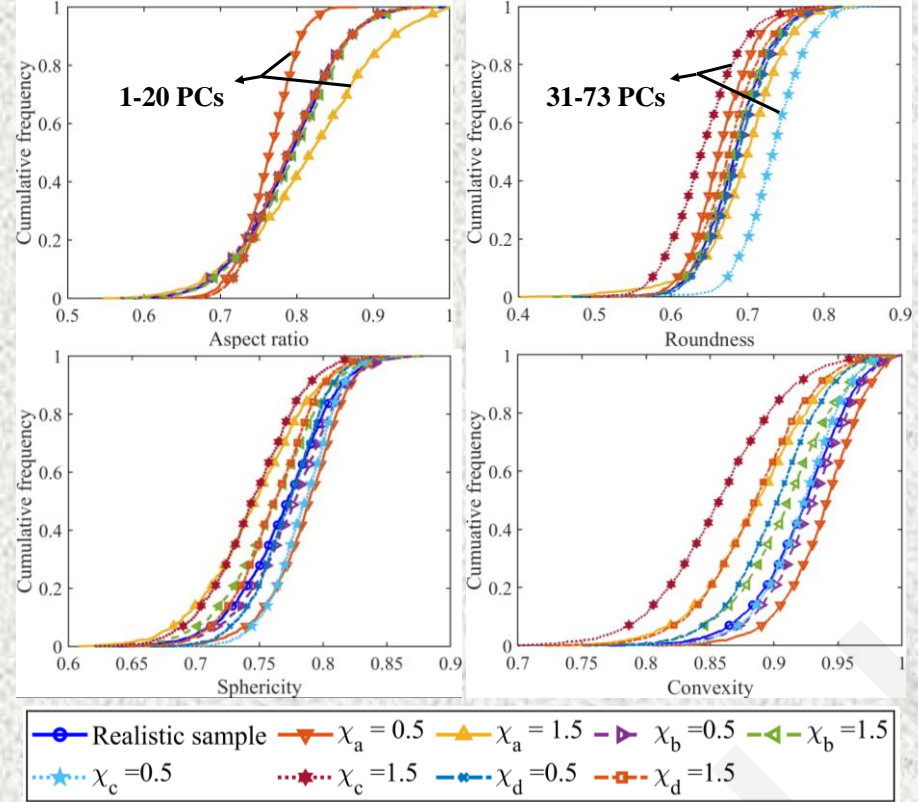 1
0.8
0.6
0.4
0.2
0
Cumulative frequency
1-20 PCs
0.5 0.6 0.7 0.8 0.9 1
Aspect ratio
1
0.8
0.6
0.4
0.2
0
Cumulative frequency
31-73 PCs
0.4 0.5 0.6 0.7 0.8 0.9
Roundness
1
0.8
0.6
0.4
0.2
0
Cumulative frequency
0.6 0.65 0.7 0.75 0.8 0.85 0.9
Sphericity
1
0.8
0.6
0.4
0.2
0
Cumuative frequency
0.7 0.75 0.8 0.85 0.9 0.95 1
Convexity
Realistic sample χa = 0.5 χa = 1.5 χb =0.5 χb =1.5
χc =0.5 χc =1.5 χd =0.5 χd =1.5